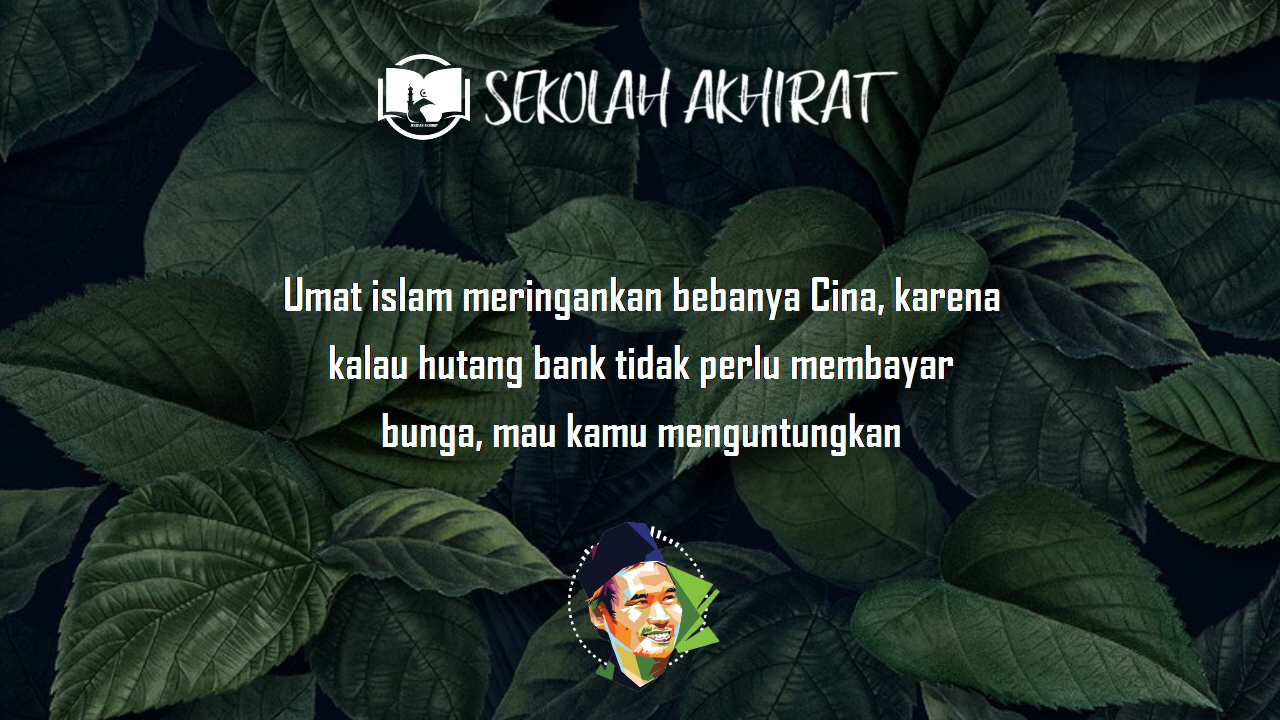 SEKOLAH AKHIRAT
Umat islam meringankan bebanya Cina, karena
kalau hutang bank tidak perlu membayar
bunga, mau kamu menguntungkan